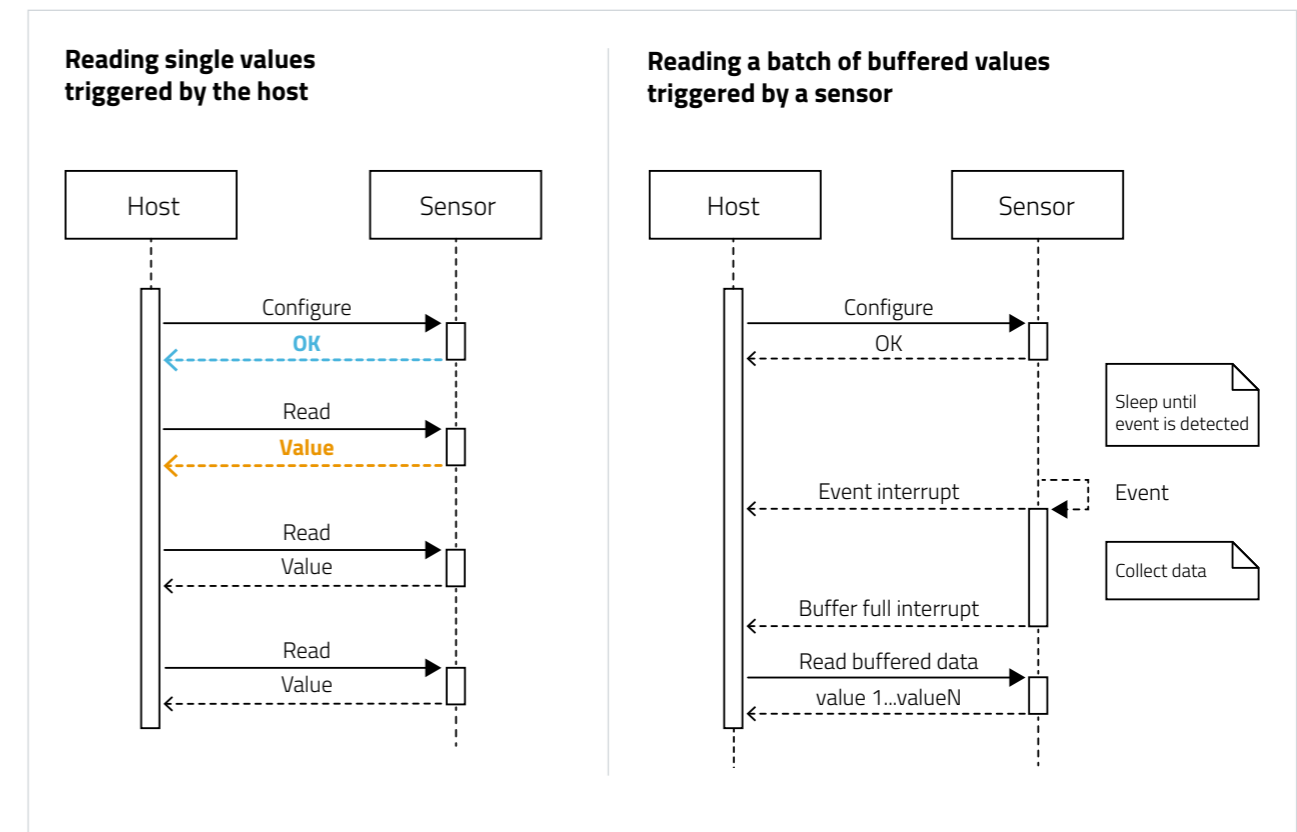 Reading single values
triggered by the host
Host
Sensor
Configure
OK
Read
Value
Read
Value
Read
Value
Reading a batch of buffered values
triggered by a sensor
Host
Sensor
Configure
OK
Sleep until
event is detected
Event interrupt
Event
Collect data
Buffer full interrupt
Read buffered data
value 1...valueN